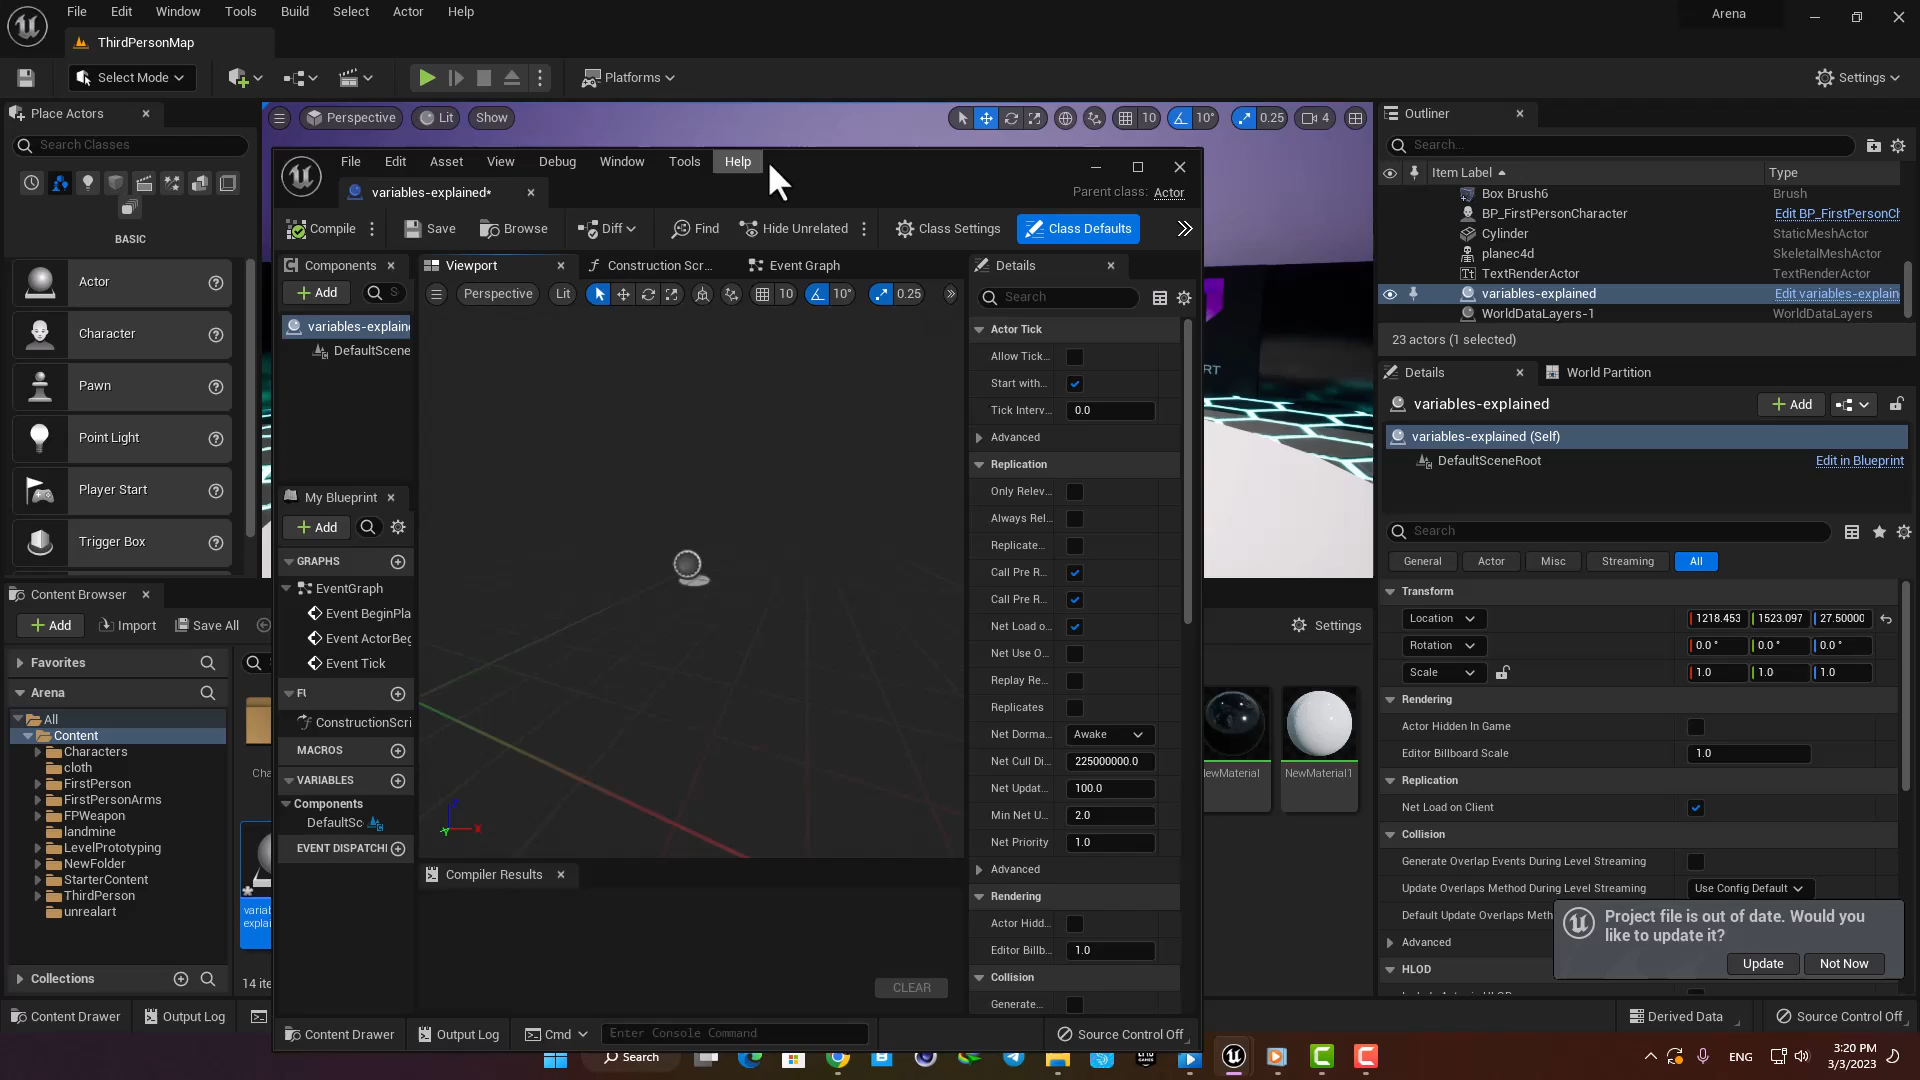 File Edit Window Tools Build Select Actor Help
Arena
ThirdPersonMap
Select Mode
Platforms
Settings
Place Actors
Search Classes
BASIC
Actor
Character
Pawn
Point Light
Player Start
Trigger Box
Perspective Lit Show
10 10° 0.25 4
File Edit Asset View Debug Window Tools Help
variables-explained*
Parent class: Actor
Compile Save Browse Diff Find Hide Unrelated Class Settings Class Defaults
Components
Add
S
variables-explaine
DefaultScene
Viewport Construction Scr... Event Graph
Perspective Lit 10 10° 0.25
My Blueprint
Add
GRAPHS
EventGraph
Event BeginPla
Event ActorBeg
Event Tick
FU
ConstructionScri
MACROS
VARIABLES
Components
DefaultSc
EVENT DISPATCHI
Compiler Results
CLEAR
Details
Search
Actor Tick
Allow Tick...
Start with...
Tick Interv... 0.0
Advanced
Replication
Only Relev...
Always Rel...
Replicate...
Call Pre R...
Call Pre R...
Net Load o...
Net Use O...
Replay Re...
Replicates
Net Dorma... Awake
Net Cull Di... 225000000.0
Net Updat... 100.0
Min Net U... 2.0
Net Priority 1.0
Advanced
Rendering
Actor Hidd...
Editor Billb... 1.0
Collision
Generate...
Content Drawer Output Log Cmd Enter Console Command Source Control Off
RT
Settings
NewMaterial1
Outliner
Search...
Item Label Type
Box Brush6 Brush
BP_FirstPersonCharacter Edit BP_FirstPersonCh
Cylinder StaticMeshActor
planec4d SkeletalMeshActor
TextRenderActor TextRenderActor
variables-explained Edit variables-explain
WorldDataLayers-1 WorldDataLayers
23 actors (1 selected)
Details World Partition
variables-explained
Add
variables-explained (Self)
DefaultSceneRoot Edit in Blueprint
Search
General Actor Misc Streaming All
Transform
Location 1218.453 1523.097 27.50000
Rotation 0.0 ° 0.0 ° 0.0 °
Scale 1.0 1.0 1.0
Rendering
Actor Hidden In Game
Editor Billboard Scale 1.0
Replication
Net Load on Client
Collision
Generate Overlap Events During Level Streaming
Update Overlaps Method During Level Streaming Use Config Default
Default Update Overlaps Meth
Advanced
HLOD
Project file is out of date. Would you
like to update it?
Update Not Now
Derived Data Source Control Off
Content Browser
Add Import Save All
Favorites
Arena
All
Content
Characters
cloth
FirstPerson
FirstPersonArms
FPWeapon
landmine
LevelPrototyping
NewFolder
StarterContent
ThirdPerson
unrealart
Collections
Cha
variab
explai
14 ite
Content Drawer Output Log
Search
ENG
3:20 PM
3/3/2023